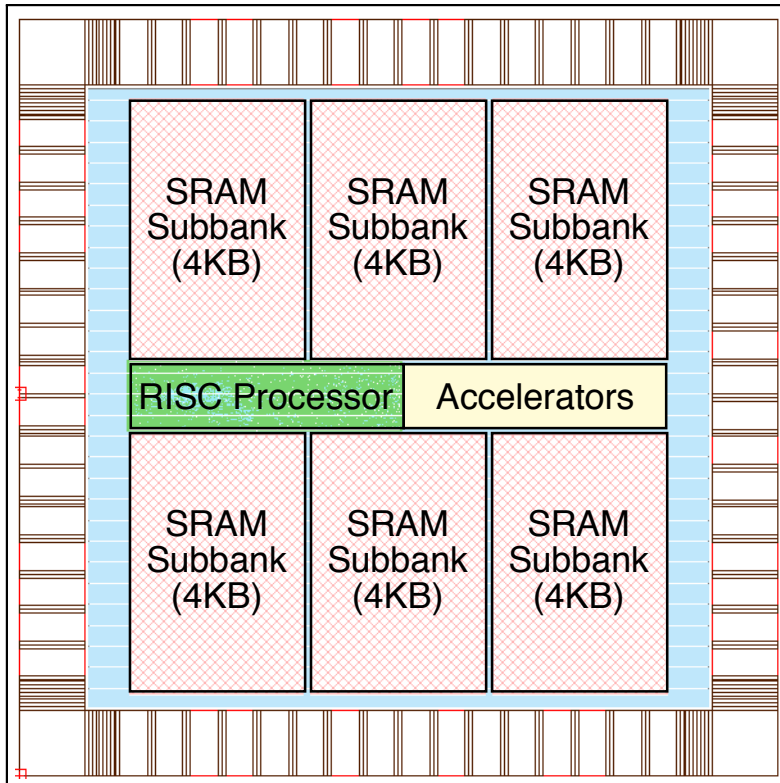 SRAM
Subbank
(4KB)
SRAM
Subbank
(4KB)
SRAM
Subbank
(4KB)
RISC Processor
Accelerators
SRAM
Subbank
(4KB)
SRAM
Subbank
(4KB)
SRAM
Subbank
(4KB)